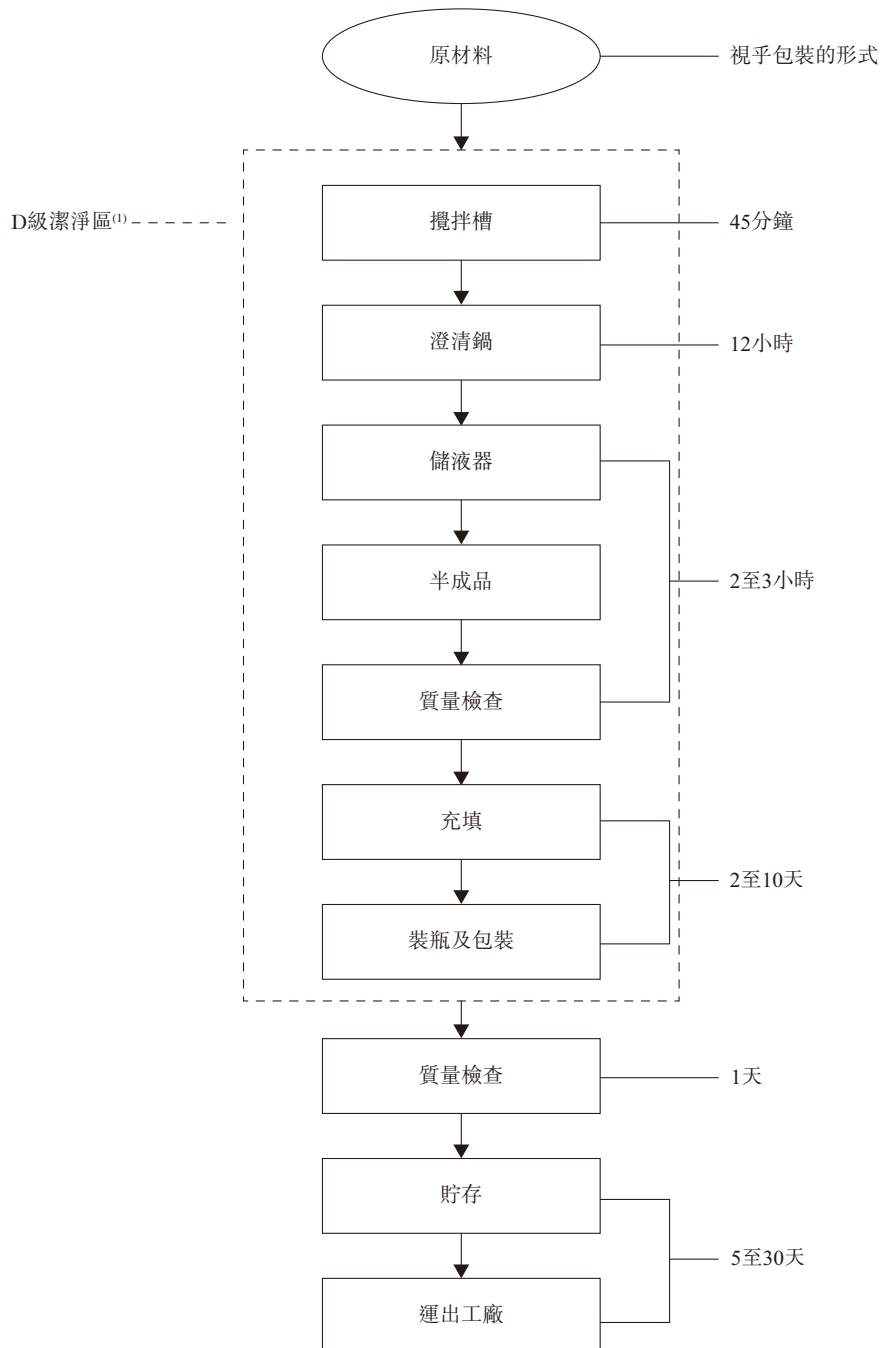 原材料
視乎包裝的形式
D級潔淨區(1)
攪拌槽
45分鐘
澄清鍋
12小時
儲液器
半成品
2至3小時
質量檢查
充填
2至10天
裝瓶及包裝
質量檢查
1天
貯存
5至30天
運出工廠